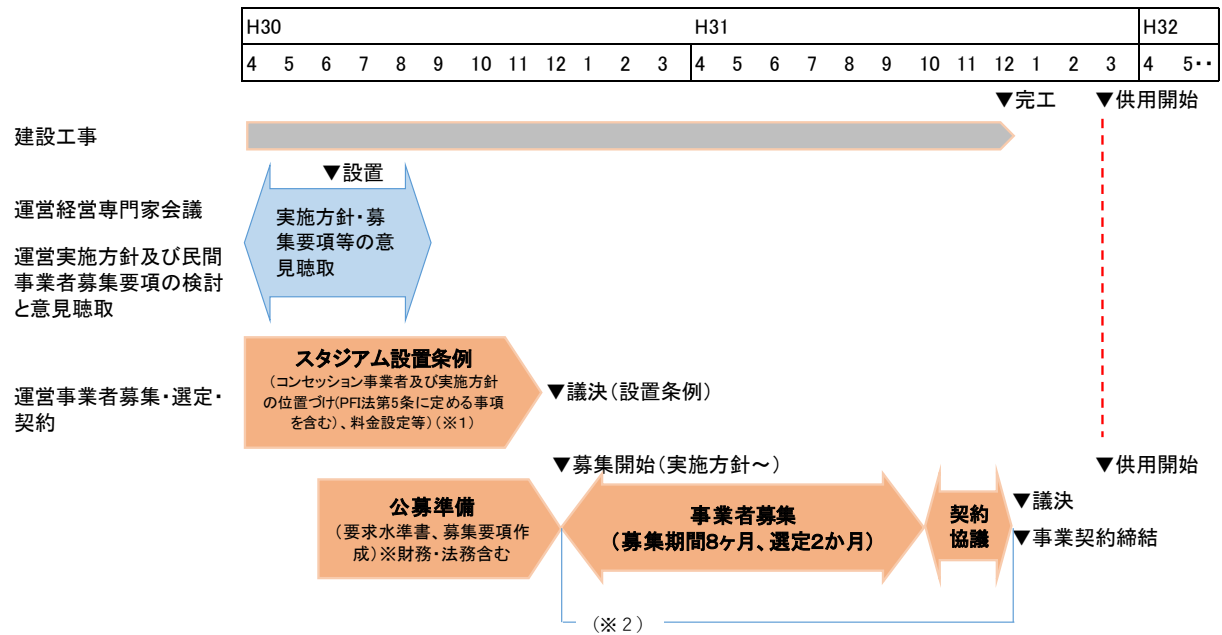 H30 H31 H32
4 5 6 7 8 9 10 11 12 1 2 3 4 5 6 7 8 9 10 11 12 1 2 3 4 5・・
▼完工 ▼供用開始
建設工事
▼設置
運営経営専門家会議
運営実施方針及び民間
事業者募集要項の検討
と意見聴取
実施方針・募
集要項等の意
見聴取
スタジアム設置条例
(コンセッション事業者及び実施方針
の位置づけ(PFI法第5条に定める事項
を含む)、料金設定等)(※1)
▼議決(設置条例)
運営事業者募集・選定・
契約
▼募集開始(実施方針~) ▼供用開始
公募準備
(要求水準書、募集要項作
成)※財務・法務含む
事業者募集
(募集期間8ヶ月、選定2か月)
契約
協議
▼議決
▼事業契約締結
(※2)